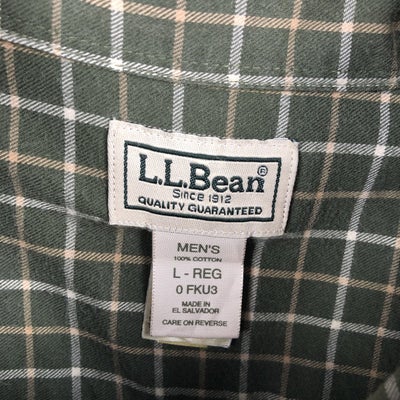 L.L.Bean®
SINCE 1912
QUALITY GUARANTEED
MEN'S
100% COTTON
L - REG
0 FKU3
MADE IN
EL SALVADOR
CARE ON REVERSE